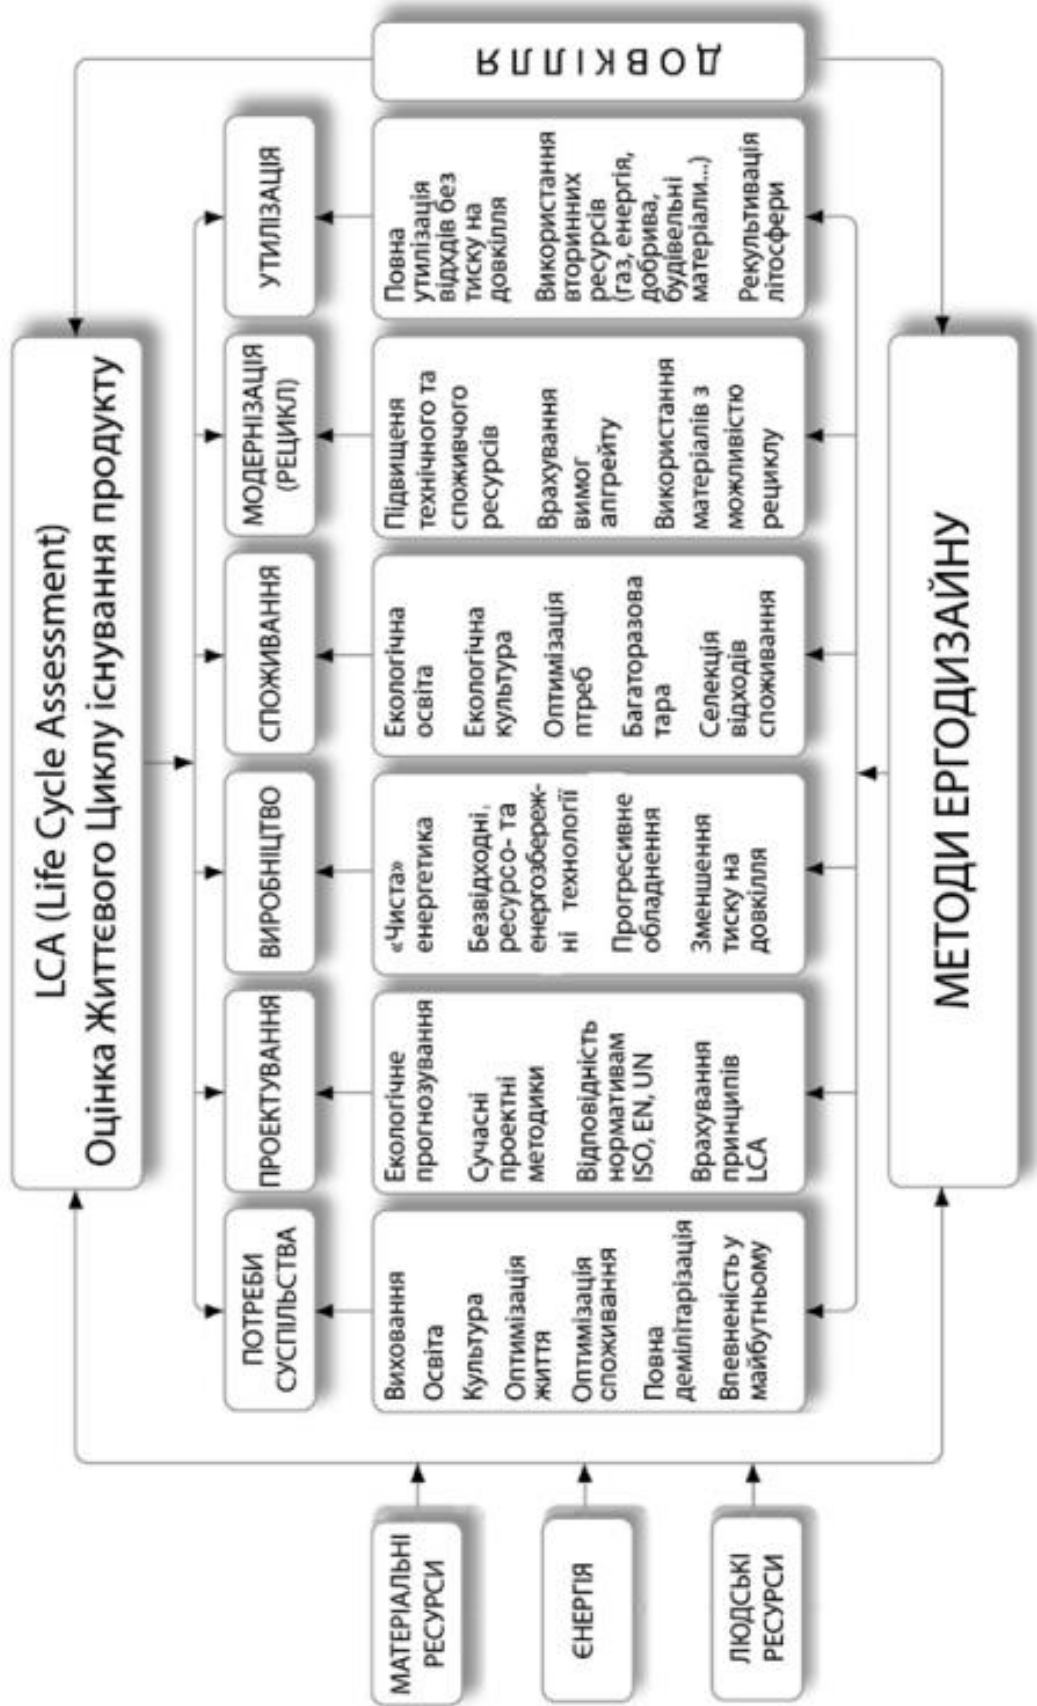 LCA (Life Cycle Assessment)
Оцінка Життєвого Циклу існування продукту
ПОТРЕБИ
СУСПІЛЬСТВА
ПРОЕКТУВАННЯ
ВИРОБНІЦТВО
СПОЖИВАННЯ
МОДЕРНІЗАЦІЯ
(РЕЦИКЛ)
УТИЛІЗАЦІЯ
МАТЕРІАЛЬНІ
РЕСУРСИ
ЄНЕРГІЯ
ЛЮДСЬКІ
РЕСУРСИ
Виховання
Освіта
Культура
Оптимізація
життя
Оптимізація
споживання
Повна
демілітарізація
Впевненість у
майбутньому
Екологічне
прогнозування
Сучасні
проектні
методики
Відповідність
нормативам
ISO, EN, UN
Врахування
принципів
LCA
«Чиста»
енергетика
Безвідходні,
ресурсо- та
енергозбереж-
ні технології
Прогресивне
обладнення
Зменшення
тиску на
довкілля
Екологічна
освіта
Екологічна
культура
Оптимізація
птреб
Багаторазова
тара
Селекція
відходів
споживання
Підвищеня
технічного та
споживчого
ресурсів
Врахування
вимог
апгрейту
Використання
матеріалів з
можливістю
рециклу
Повна
утилізація
відхдів без
тиску на
довкілля
Використання
вторинних
ресурсів
(газ, енергія,
добрива,
будівельні
матеріали...)
Рекультивація
літосфери
ДОВКІЛЛЯ
МЕТОДИ ЕРГОДИЗАЙНУ